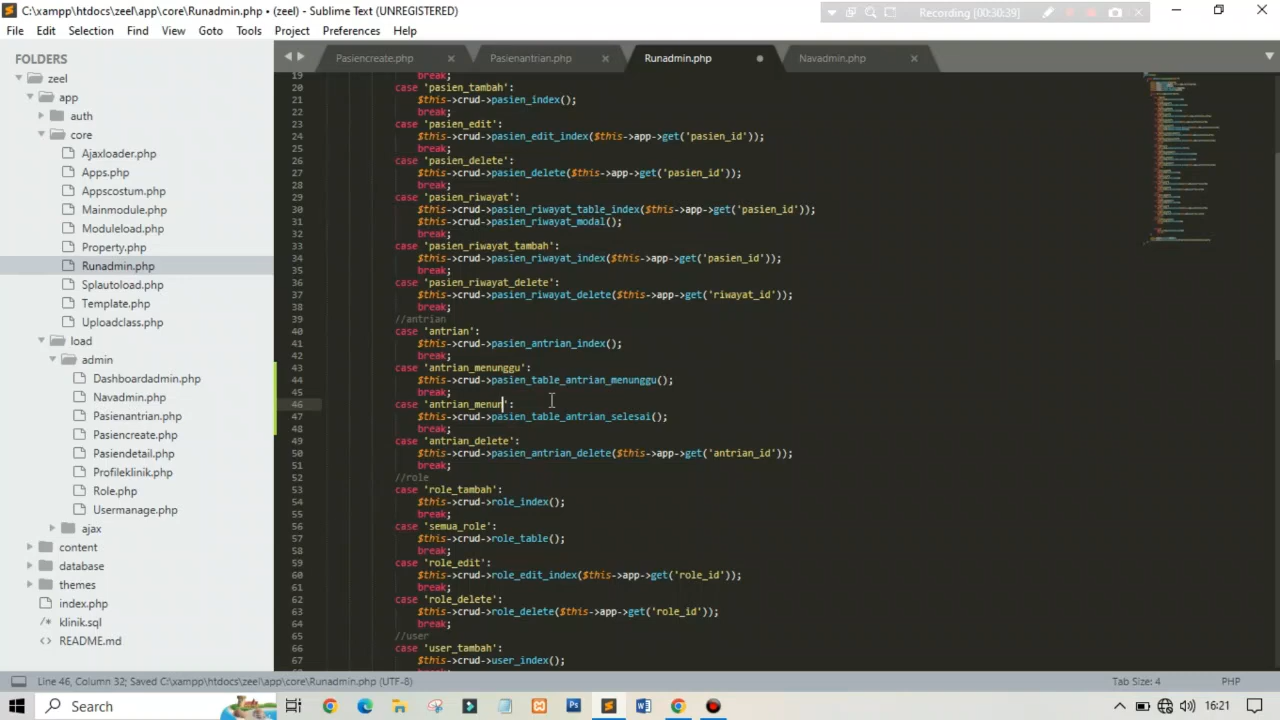 C:\xampp\htdocs\zeel\app\core\Runadmin.php • (zeel) - Sublime Text (UNREGISTERED)
Recording [00:30:39]
File Edit Selection Find View Goto Tools Project Preferences Help
FOLDERS
zeel
app
auth
core
Ajaxloader.php
Apps.php
Appscostum.php
Mainmodule.php
Moduleload.php
Property.php
Runadmin.php
Splautoload.php
Template.php
Uploadclass.php
load
admin
Dashboardadmin.php
Navadmin.php
Pasienantrian.php
Pasiencreate.php
Pasiendetail.php
Profileklinik.php
Role.php
Usermanage.php
ajax
content
database
themes
index.php
klinik.sql
README.md
Pasiencreate.php Pasienantrian.php Runadmin.php Navadmin.php
19 break;
20 case 'pasien_tambah':
21 $this->crud->pasien_index();
22 break;
23 case 'pasien_edit':
24 $this->crud->pasien_edit_index($this->app->get('pasien_id'));
25 break;
26 case 'pasien_delete':
27 $this->crud->pasien_delete($this->app->get('pasien_id'));
28 break;
29 case 'pasien_riwayat':
30 $this->crud->pasien_riwayat_table_index($this->app->get('pasien_id'));
31 $this->crud->pasien_riwayat_modal();
32 break;
33 case 'pasien_riwayat_tambah':
34 $this->crud->pasien_riwayat_index($this->app->get('pasien_id'));
35 break;
36 case 'pasien_riwayat_delete':
37 $this->crud->pasien_riwayat_delete($this->app->get('riwayat_id'));
38 break;
39 //antrian
40 case 'antrian':
41 $this->crud->pasien_antrian_index();
42 break;
43 case 'antrian_menunggu':
44 $this->crud->pasien_table_antrian_menunggu();
45 break;
46 case 'antrian_menun':
47 $this->crud->pasien_table_antrian_selesai();
48 break;
49 case 'antrian_delete':
50 $this->crud->pasien_antrian_delete($this->app->get('antrian_id'));
51 break;
52 //role
53 case 'role_tambah':
54 $this->crud->role_index();
55 break;
56 case 'semua_role':
57 $this->crud->role_table();
58 break;
59 case 'role_edit':
60 $this->crud->role_edit_index($this->app->get('role_id'));
61 break;
62 case 'role_delete':
63 $this->crud->role_delete($this->app->get('role_id'));
64 break;
65 //user
66 case 'user_tambah':
67 $this->crud->user_index();
Line 46, Column 32; Saved C:\xampp\htdocs\zeel\app\core\Runadmin.php (UTF-8) Tab Size: 4 PHP
Search 16:21